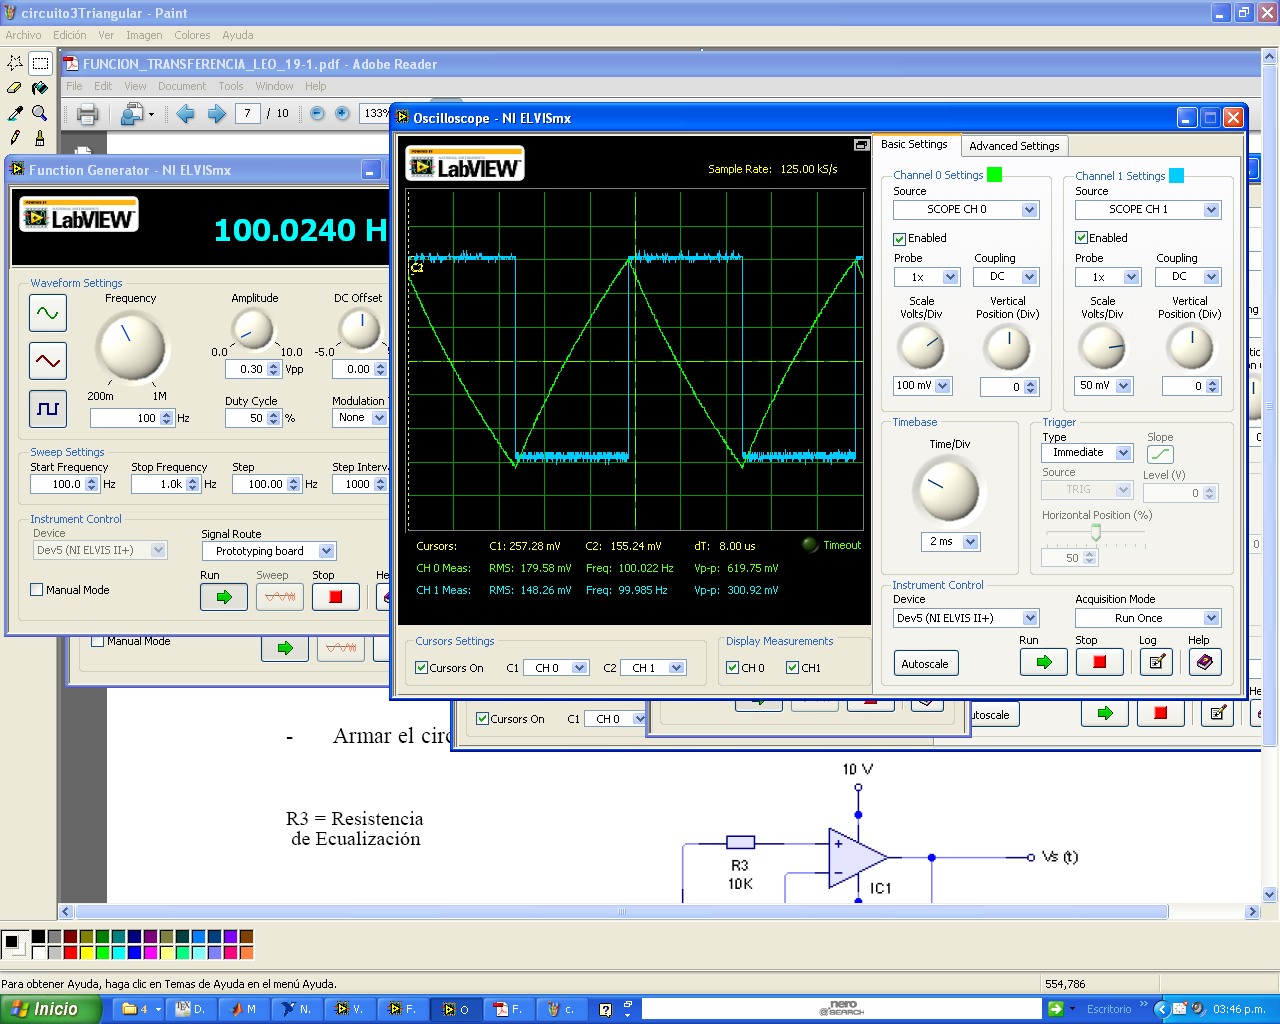 circuito3Triangular - Paint
Archivo Edición Ver Imagen Colores Ayuda
FUNCION_TRANSFERENCIA_LEO_19-1.pdf - Adobe Reader
File Edit View Document Tools Window Help
7 / 10 133%
Oscilloscope - NI ELVISmx
POWERED BY
LabVIEW
Sample Rate: 125.00 kS/s
C2
Cursors: C1: 257.28 mV C2: 155.24 mV dT: 8.00 us Timeout
CH 0 Meas: RMS: 179.58 mV Freq: 100.022 Hz Vp-p: 619.75 mV
CH 1 Meas: RMS: 148.26 mV Freq: 99.985 Hz Vp-p: 300.92 mV
Cursors Settings
Cursors On C1 CH 0 C2 CH 1
Display Measurements
CH 0 CH1
Basic Settings Advanced Settings
Channel 0 Settings
Source
SCOPE CH 0
Enabled
Probe Coupling
1x DC
Scale Vertical
Volts/Div Position (Div)
100 mV 0
Channel 1 Settings
Source
SCOPE CH 1
Enabled
Probe Coupling
1x DC
Scale Vertical
Volts/Div Position (Div)
50 mV 0
Timebase
Time/Div
2 ms
Trigger
Type Slope
Immediate
Source Level (V)
TRIG 0
Horizontal Position (%)
50
Instrument Control
Device Acquisition Mode
Dev5 (NI ELVIS II+) Run Once
Run Stop Log Help
Autoscale
Function Generator - NI ELVISmx
POWERED BY
LabVIEW
100.0240 H
Waveform Settings
Frequency Amplitude DC Offset
0.0 10.0 -5.0
0.30 Vpp 0.00
200m 1M
Duty Cycle Modulation
100 Hz 50 % None
Sweep Settings
Start Frequency Stop Frequency Step Step Interv
100.0 Hz 1.0k Hz 100.00 Hz 1000
Instrument Control
Device Signal Route
Dev5 (NI ELVIS II+) Prototyping board
Run Sweep Stop He
Manual Mode
Manual Mode
Cursors On C1 CH 0
utoscale
- Armar el circ
R3 = Resistencia
de Ecualización
10 V
+
-
R3
10K
IC1
Vs (t)
Para obtener Ayuda, haga clic en Temas de Ayuda en el menú Ayuda. 554,786
Inicio 4 D. M N. V. F. O F. c. nero SEARCH Escritorio 03:46 p.m.